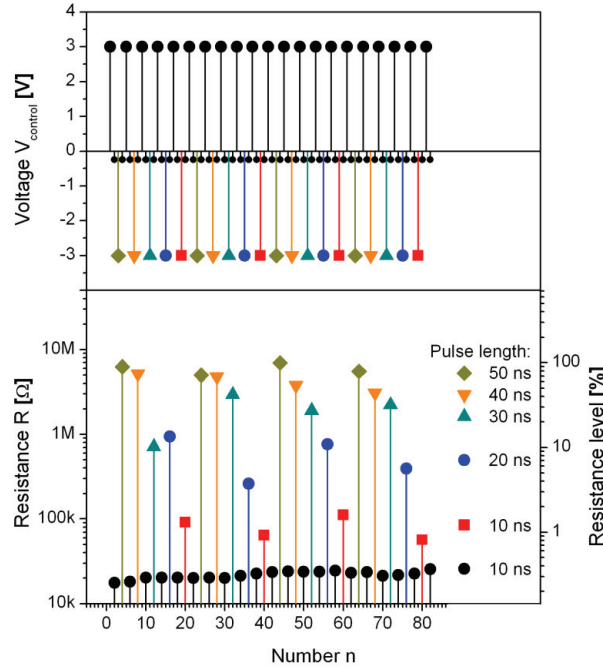 Voltage Vcontrol [V]
4
3
2
1
0
-1
-2
-3
Resistance R [Ω]
10M
1M
100k
10k
Pulse length:
50 ns
40 ns
30 ns
20 ns
10 ns
10 ns
100
10
1
Resistance level [%]
0 10 20 30 40 50 60 70 80
Number n